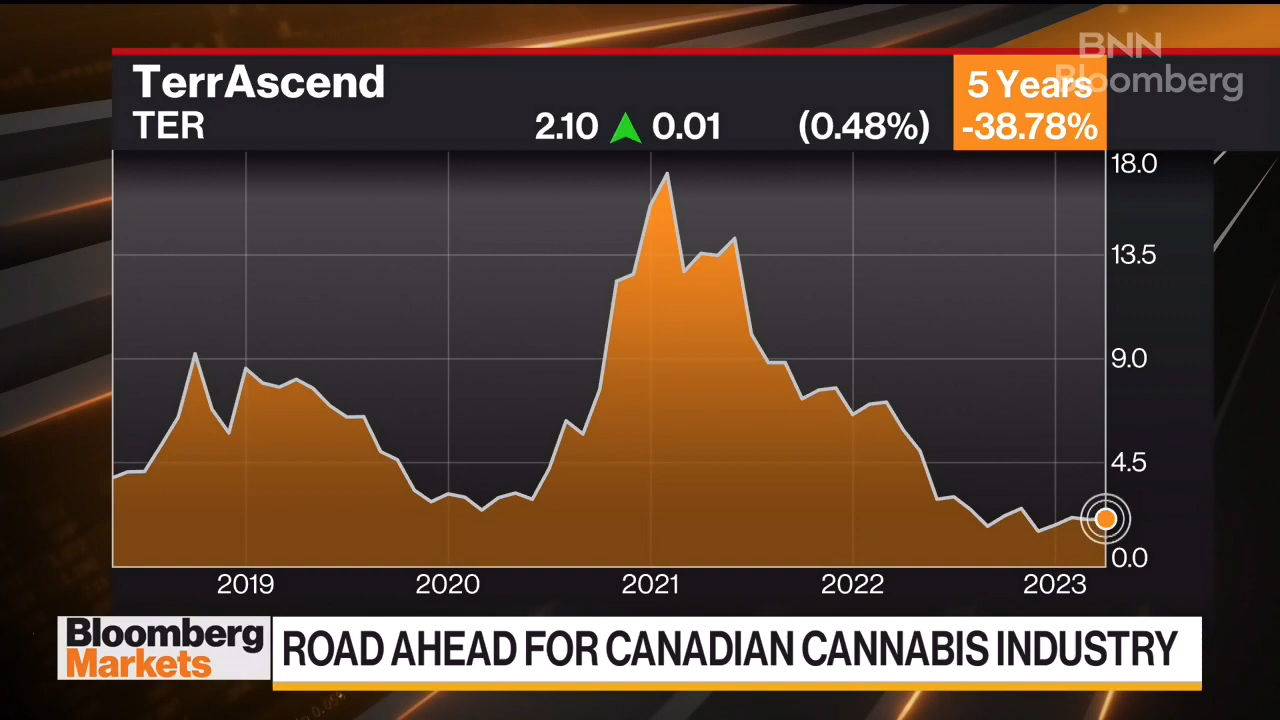 BNN
Bloomberg
TerrAscend
TER
2.10 ▲ 0.01 (0.48%)
5 Years
-38.78%
18.0
13.5
9.0
4.5
0.0
2019 2020 2021 2022 2023
Bloomberg
Markets
ROAD AHEAD FOR CANADIAN CANNABIS INDUSTRY